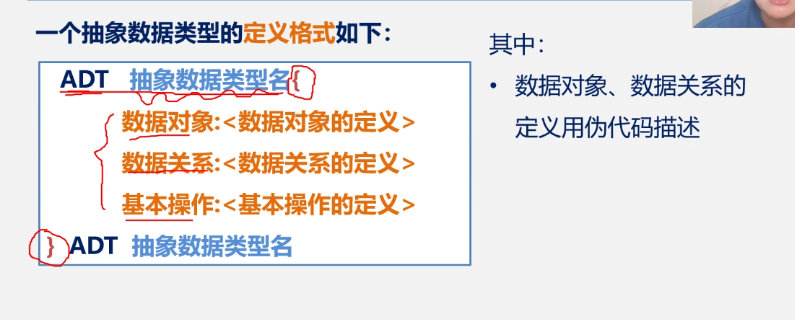 一个抽象数据类型的定义格式如下：
ADT 抽象数据类型名{
数据对象:<数据对象的定义>
数据关系:<数据关系的定义>
基本操作:<基本操作的定义>
} ADT 抽象数据类型名
其中：
• 数据对象、数据关系的
定义用伪代码描述